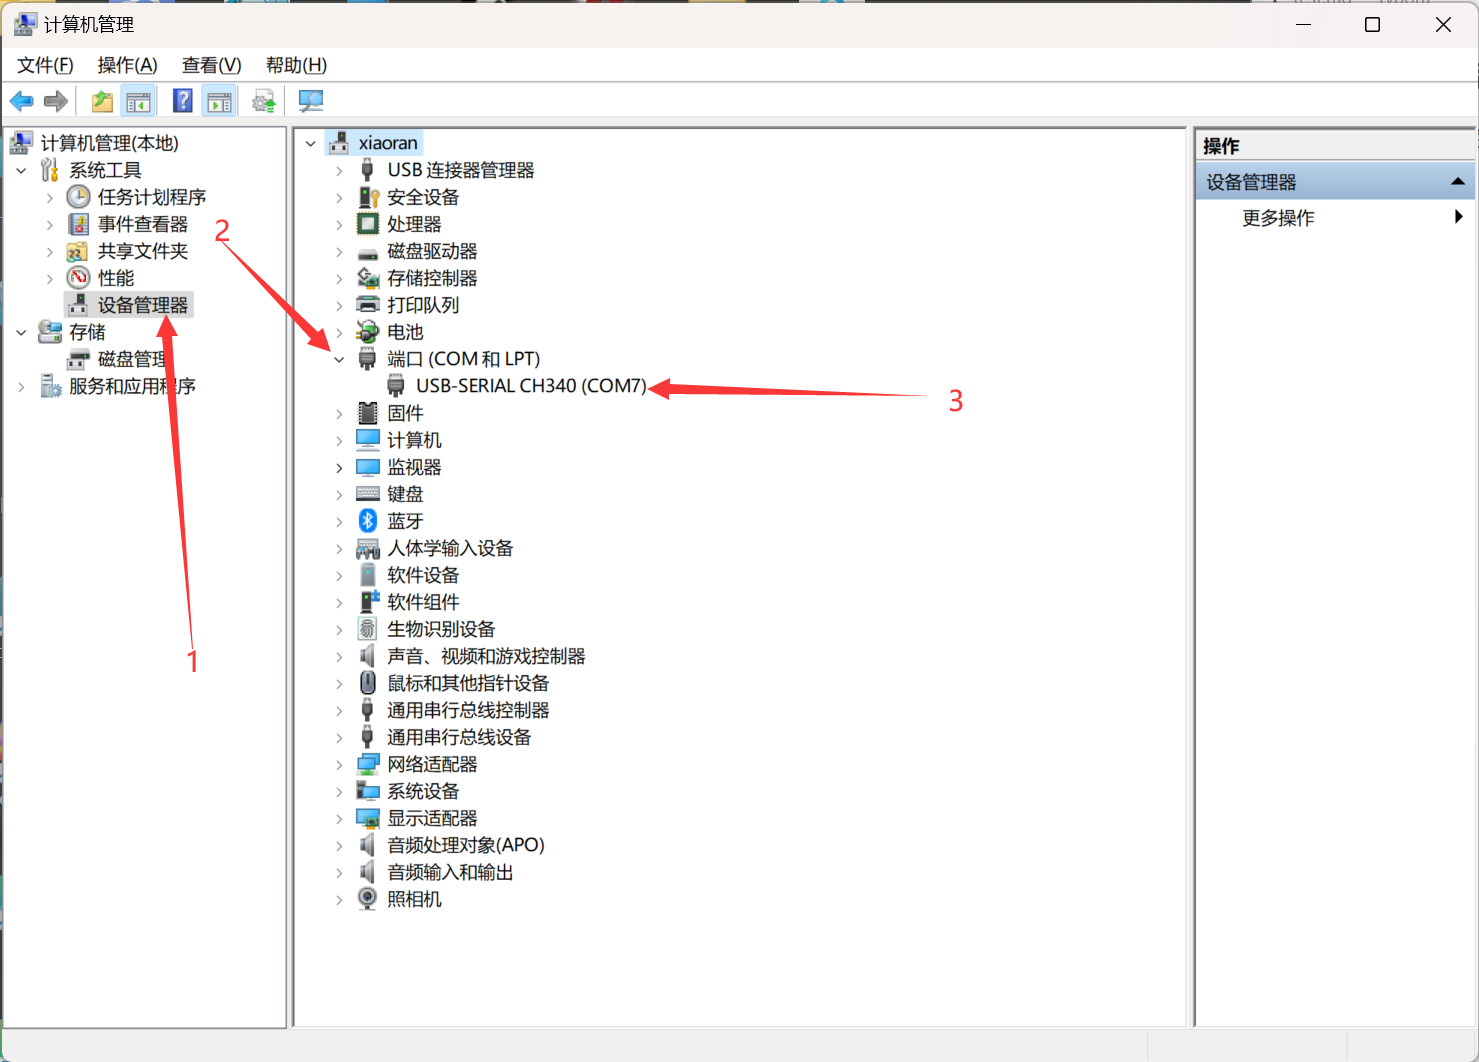 计算机管理
文件(F) 操作(A) 查看(V) 帮助(H)
计算机管理(本地)
系统工具
任务计划程序
事件查看器
共享文件夹
性能
设备管理器
存储
磁盘管理
服务和应用程序
1
2
xiaoran
USB 连接器管理器
安全设备
处理器
磁盘驱动器
存储控制器
打印队列
电池
端口 (COM 和 LPT)
USB-SERIAL CH340 (COM7)
3
固件
计算机
监视器
键盘
蓝牙
人体学输入设备
软件设备
软件组件
生物识别设备
声音、视频和游戏控制器
鼠标和其他指针设备
通用串行总线控制器
通用串行总线设备
网络适配器
系统设备
显示适配器
音频处理对象(APO)
音频输入和输出
照相机
操作
设备管理器
更多操作